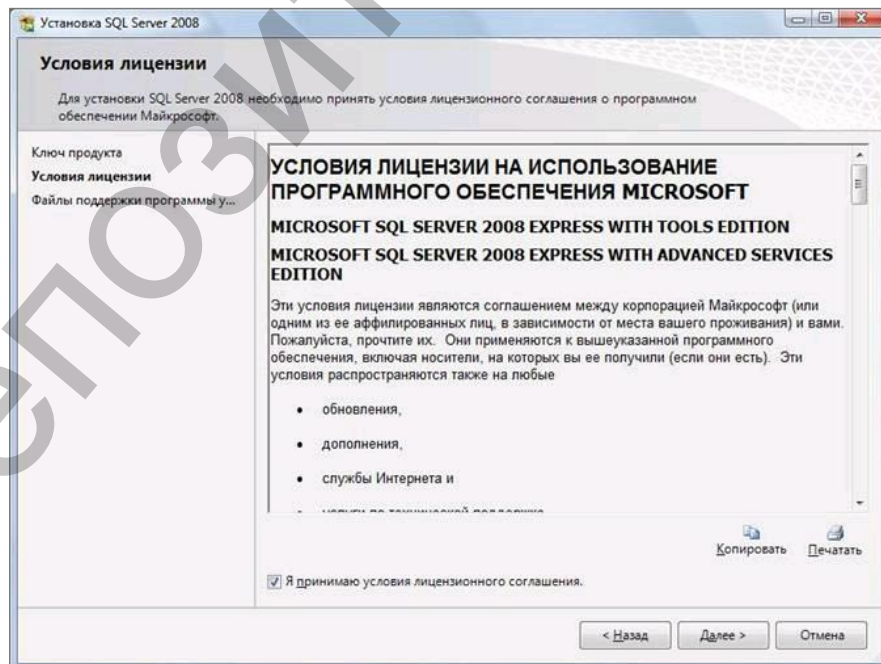 Установка SQL Server 2008
Условия лицензии
Для установки SQL Server 2008 необходимо принять условия лицензионного соглашения о программном
обеспечении Майкрософт.
Ключ продукта
Условия лицензии
Файлы поддержки программы у...
УСЛОВИЯ ЛИЦЕНЗИИ НА ИСПОЛЬЗОВАНИЕ
ПРОГРАММНОГО ОБЕСПЕЧЕНИЯ MICROSOFT
MICROSOFT SQL SERVER 2008 EXPRESS WITH TOOLS EDITION
MICROSOFT SQL SERVER 2008 EXPRESS WITH ADVANCED SERVICES
EDITION
Эти условия лицензии являются соглашением между корпорацией Майкрософт (или
одним из ее аффилированных лиц, в зависимости от места вашего проживания) и вами.
Пожалуйста, прочтите их. Они применяются к вышеуказанной программного
обеспечения, включая носители, на которых вы ее получили (если они есть). Эти
условия распространяются также на любые
• обновления,
• дополнения,
• службы Интернета и
• услуги по технической поддержке
Копировать Печатать
Я принимаю условия лицензионного соглашения.
< Назад Далее > Отмена
епозит